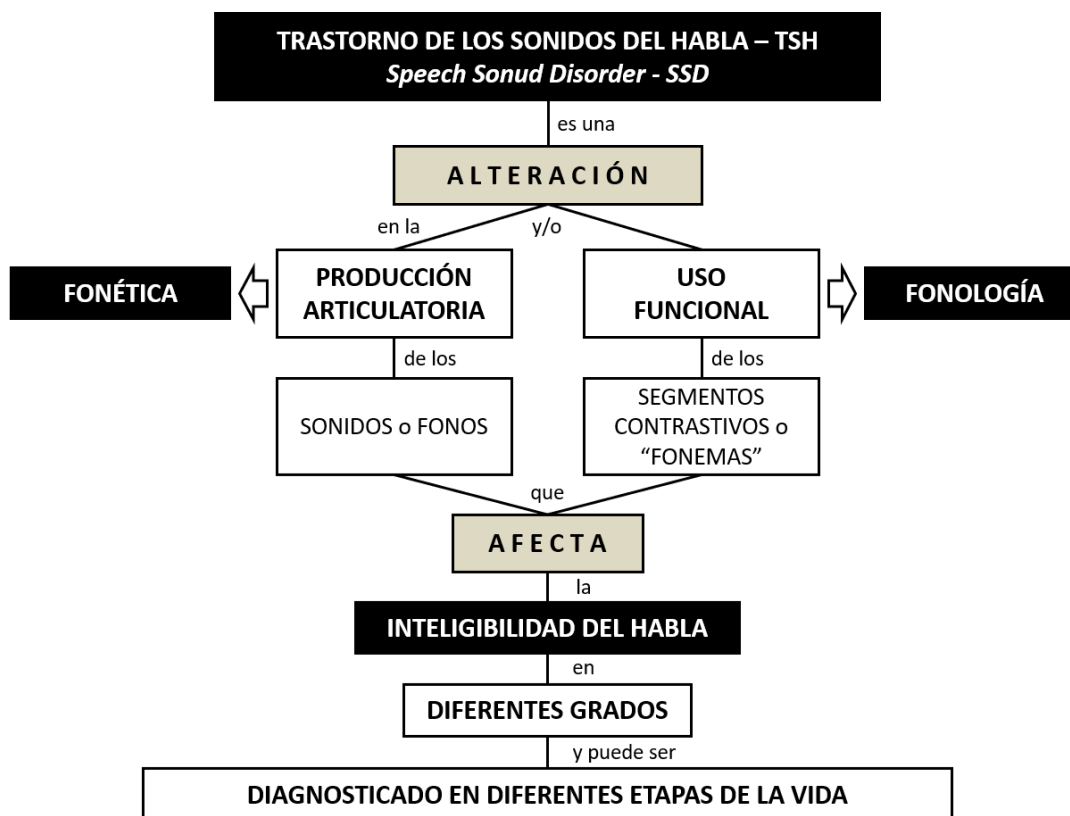 TRASTORNO DE LOS SONIDOS DEL HABLA – TSH
Speech Sonud Disorder - SSD
es una
ALTERACIÓN
en la
y/o
PRODUCCIÓN
ARTICULATORIA
USO
FUNCIONAL
FONÉTICA
FONOLOGÍA
de los
de los
SONIDOS o FONOS
SEGMENTOS
CONTRASTIVOS o
“FONEMAS”
que
AFECTA
la
INTELIGIBILIDAD DEL HABLA
en
DIFERENTES GRADOS
y puede ser
DIAGNOSTICADO EN DIFERENTES ETAPAS DE LA VIDA